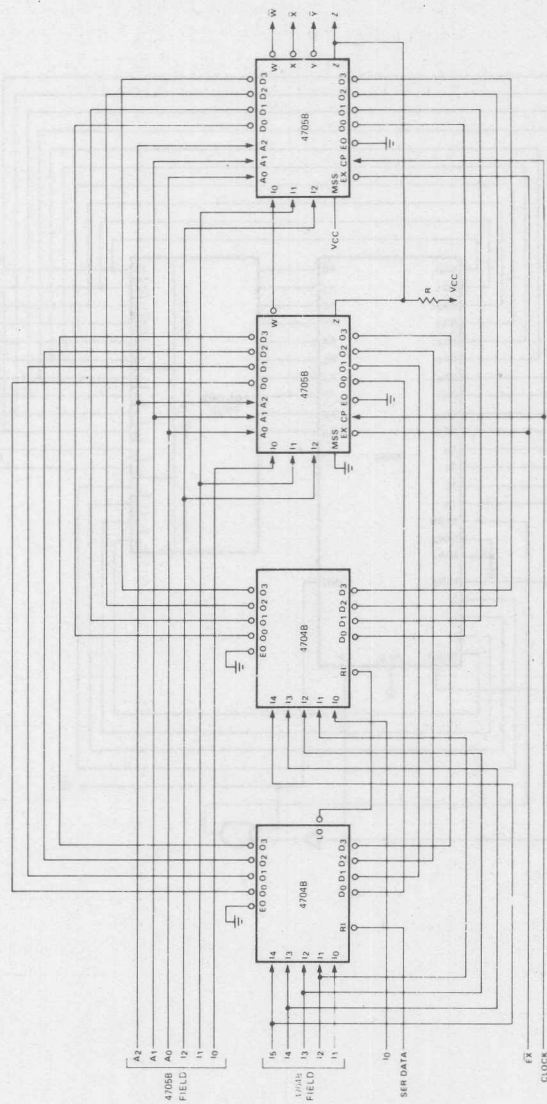 W̅
X̅
Y̅
Z
W
X
Y
Z
4705B
A0 A1 A2 D0 D1 D2 D3
I0
I1
I2
MSS
EX CP EO O0 O1 O2 O3
VCC
W
Z
4705B
A0 A1 A2 D0 D1 D2 D3
I0
I1
I2
MSS
EX CP EO O0 O1 O2 O3
R
VCC
4704B
EO O0 O1 O2 O3
I4
I3
I2
I1
I0
RI
D0 D1 D2 D3
4704B
EO O0 O1 O2 O3
LO
I4
I3
I2
I1
I0
RI
D0 D1 D2 D3
4705B
FIELD
A2
A1
A0
I2
I1
I0
FIELD
I5
I4
I3
I2
I1
I0
SER DATA
EX
CLOCK